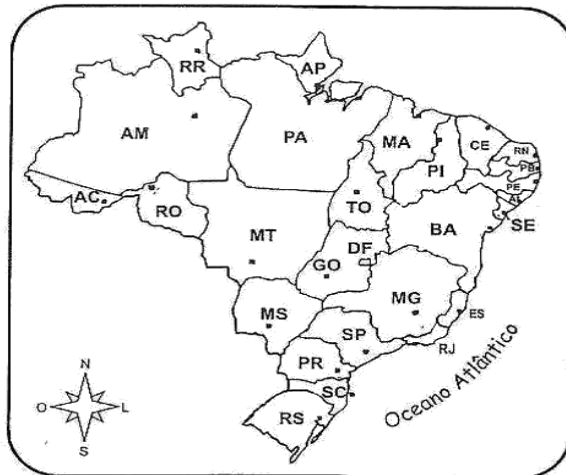 RR
AP
AM
PA
MA
CE
RN
PB
PI
PE
AL
AC
RO
TO
SE
BA
MT
DF
GO
MG
MS
ES
SP
RJ
PR
SC
RS
Oceano Atlântico
N
O
L
S